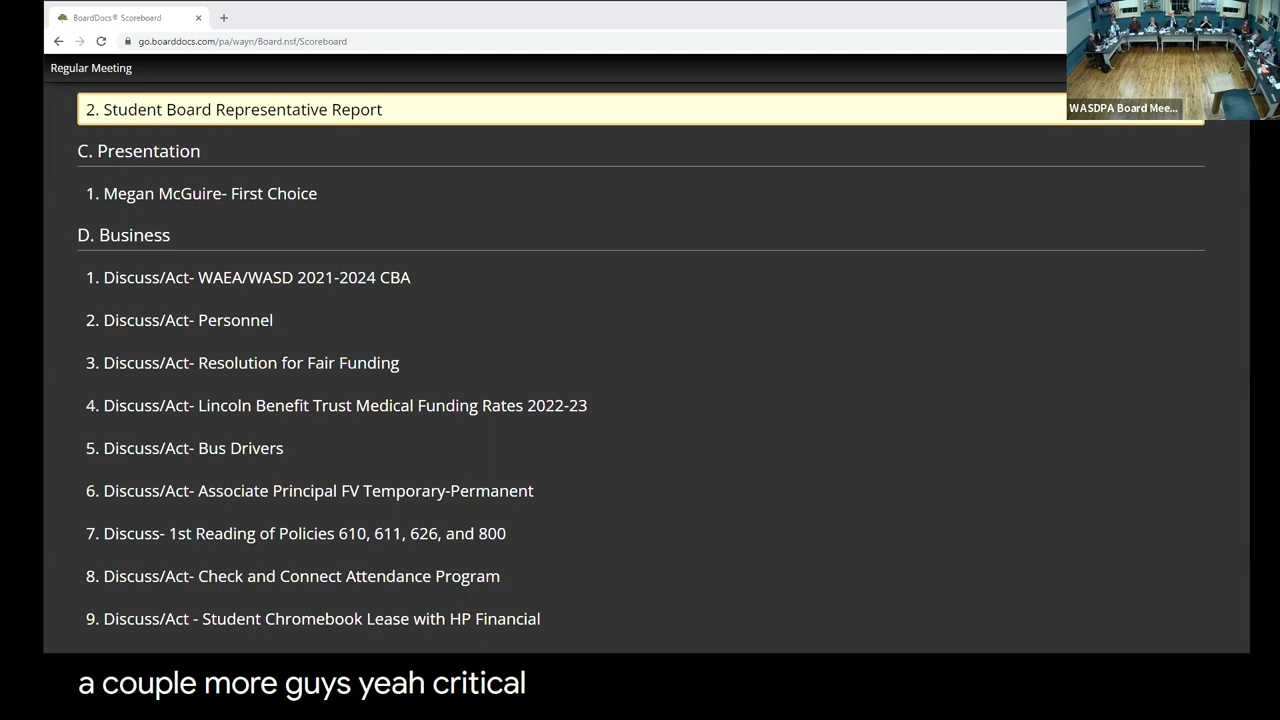 BoardDocs® Scoreboard
go.boarddocs.com/pa/wayn/Board.nsf/Scoreboard
Regular Meeting
WASDPA Board Mee...
2. Student Board Representative Report
C. Presentation
1. Megan McGuire- First Choice
D. Business
1. Discuss/Act- WAEA/WASD 2021-2024 CBA
2. Discuss/Act- Personnel
3. Discuss/Act- Resolution for Fair Funding
4. Discuss/Act- Lincoln Benefit Trust Medical Funding Rates 2022-23
5. Discuss/Act- Bus Drivers
6. Discuss/Act- Associate Principal FV Temporary-Permanent
7. Discuss- 1st Reading of Policies 610, 611, 626, and 800
8. Discuss/Act- Check and Connect Attendance Program
9. Discuss/Act - Student Chromebook Lease with HP Financial
a couple more guys yeah critical